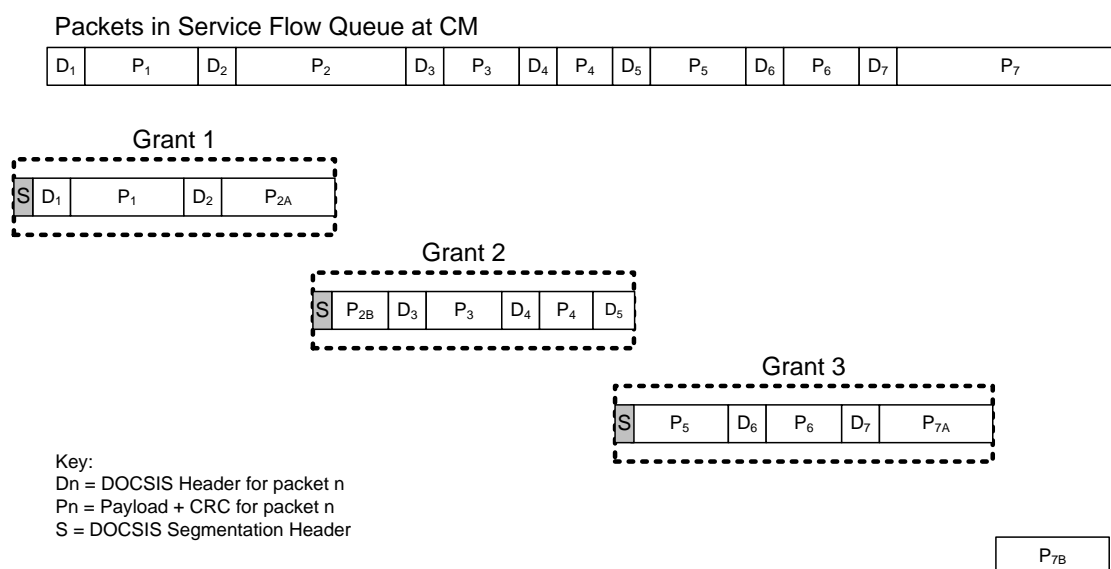 Packets in Service Flow Queue at CM
D1 P1 D2 P2 D3 P3 D4 P4 D5 P5 D6 P6 D7 P7
Grant 1
S D1 P1 D2 P2A
Grant 2
S P2B D3 P3 D4 P4 D5
Grant 3
S P5 D6 P6 D7 P7A
Key:
Dn = DOCSIS Header for packet n
Pn = Payload + CRC for packet n
S = DOCSIS Segmentation Header
P7B